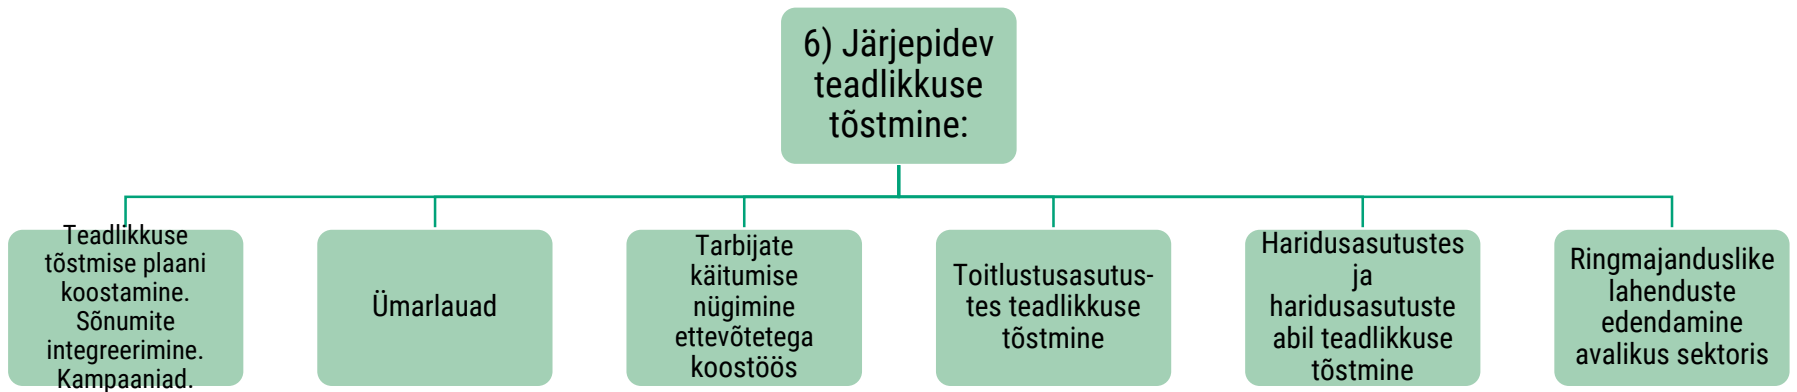 6) Järjepidev
teadlikkuse
tõstmine:
Teadlikkuse
tõstmise plaani
koostamine.
Sõnumite
integreerimine.
Kampaaniad.
Ümarlauad
Tarbijate
käitumise
nügimine
ettevõtetega
koostöös
Toitlustusasutus-
tes teadlikkuse
tõstmine
Haridusasutustes
ja
haridusasutuste
abil teadlikkuse
tõstmine
Ringmajanduslike
lahenduste
edendamine
avalikus sektoris